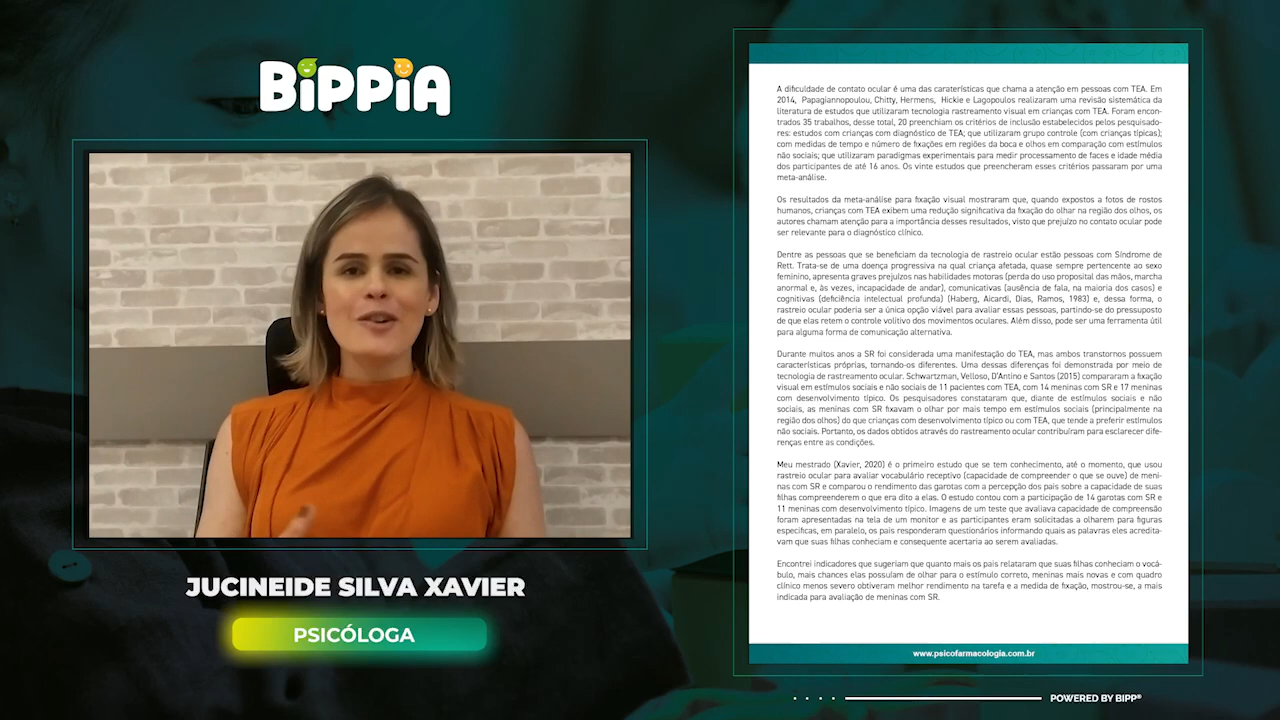 BiPPiA
JUCINEIDE SILVA XAVIER
PSICÓLOGA
A dificuldade de contato ocular é uma das caraterísticas que chama a atenção em pessoas com TEA. Em
2014, Papagiannopoulou, Chitty, Hermens, Hickie e Lagopoulos realizaram uma revisão sistemática da
literatura de estudos que utilizaram tecnologia rastreamento visual em crianças com TEA. Foram encon-
trados 35 trabalhos, desse total, 20 preenchiam os critérios de inclusão estabelecidos pelos pesquisado-
res: estudos com crianças com diagnóstico de TEA; que utilizaram grupo controle (com crianças típicas);
com medidas de tempo e número de fixações em regiões da boca e olhos em comparação com estímulos
não sociais; que utilizaram paradigmas experimentais para medir processamento de faces e idade média
dos participantes de até 16 anos. Os vinte estudos que preencheram esses critérios passaram por uma
meta-análise.
Os resultados da meta-análise para fixação visual mostraram que, quando expostos a fotos de rostos
humanos, crianças com TEA exibem uma redução significativa da fixação do olhar na região dos olhos, os
autores chamam atenção para a importância desses resultados, visto que prejuízo no contato ocular pode
ser relevante para o diagnóstico clínico.
Dentre as pessoas que se beneficiam da tecnologia de rastreio ocular estão pessoas com Síndrome de
Rett. Trata-se de uma doença progressiva na qual criança afetada, quase sempre pertencente ao sexo
feminino, apresenta graves prejuízos nas habilidades motoras (perda do uso proposital das mãos, marcha
anormal e, às vezes, incapacidade de andar), comunicativas (ausência de fala, na maioria dos casos) e
cognitivas (deficiência intelectual profunda) (Haberg, Aicardi, Dias, Ramos, 1983) e, dessa forma, o
rastreio ocular poderia ser a única opção viável para avaliar essas pessoas, partindo-se do pressuposto
de que elas retem o controle volitivo dos movimentos oculares. Além disso, pode ser uma ferramenta útil
para alguma forma de comunicação alternativa.
Durante muitos anos a SR foi considerada uma manifestação do TEA, mas ambos transtornos possuem
características próprias, tornando-os diferentes. Uma dessas diferenças foi demonstrada por meio de
tecnologia de rastreamento ocular. Schwartzman, Velloso, D'Antino e Santos (2015) compararam a fixação
visual em estímulos sociais e não sociais de 11 pacientes com TEA, com 14 meninas com SR e 17 meninas
com desenvolvimento típico. Os pesquisadores constataram que, diante de estímulos sociais e não
sociais, as meninas com SR fixavam o olhar por mais tempo em estímulos sociais (principalmente na
região dos olhos) do que crianças com desenvolvimento típico ou com TEA, que tende a preferir estímulos
não sociais. Portanto, os dados obtidos através do rastreamento ocular contribuíram para esclarecer dife-
renças entre as condições.
Meu mestrado (Xavier, 2020) é o primeiro estudo que se tem conhecimento, até o momento, que usou
rastreio ocular para avaliar vocabulário receptivo (capacidade de compreender o que se ouve) de meni-
nas com SR e comparou o rendimento das garotas com a percepção dos pais sobre a capacidade de suas
filhas compreenderem o que era dito a elas. O estudo contou com a participação de 14 garotas com SR e
11 meninas com desenvolvimento típico. Imagens de um teste que avaliava capacidade de compreensão
foram apresentadas na tela de um monitor e as participantes eram solicitadas a olharem para figuras
específicas, em paralelo, os pais responderam questionários informando quais as palavras eles acredita-
vam que suas filhas conheciam e consequente acertaria ao serem avaliadas.
Encontrei indicadores que sugeriam que quanto mais os pais relataram que suas filhas conheciam o vocá-
bulo, mais chances elas possuíam de olhar para o estímulo correto, meninas mais novas e com quadro
clínico menos severo obtiveram melhor rendimento na tarefa e a medida de fixação, mostrou-se, a mais
indicada para avaliação de meninas com SR.
www.psicofarmacologia.com.br
POWERED BY BIPP®